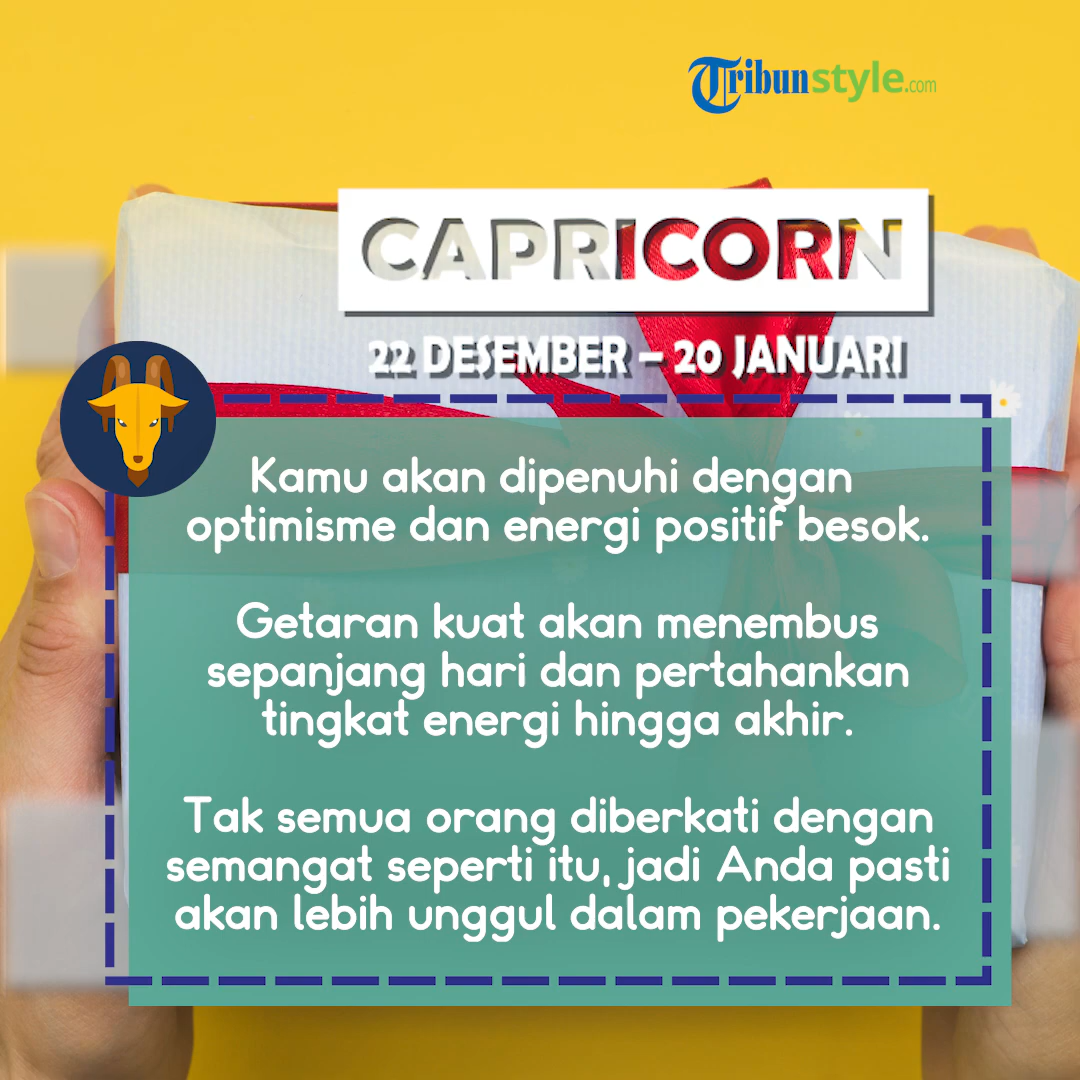 Tribunstyle.com
CAPRICORN
22 DESEMBER – 20 JANUARI
Kamu akan dipenuhi dengan
optimisme dan energi positif besok.
Getaran kuat akan menembus
sepanjang hari dan pertahankan
tingkat energi hingga akhir.
Tak semua orang diberkati dengan
semangat seperti itu, jadi Anda pasti
akan lebih unggul dalam pekerjaan.